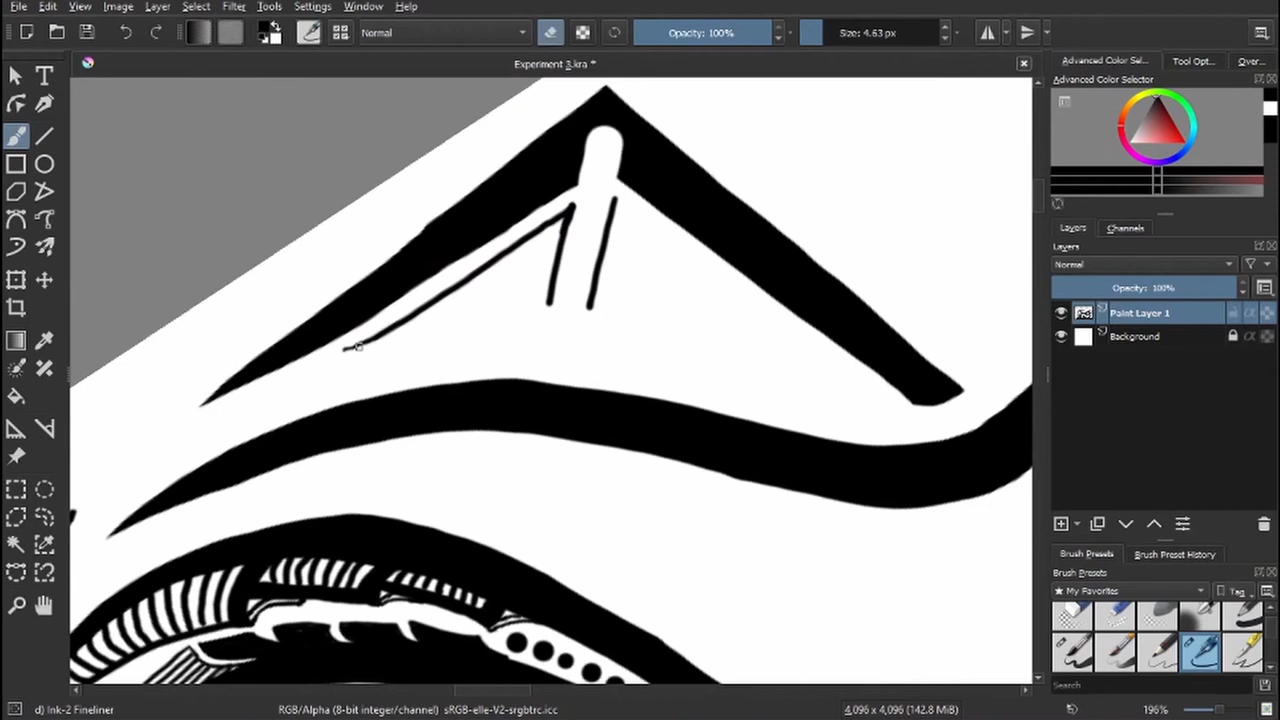 File Edit View Image Layer Select Filter Tools Settings Window Help
Normal Opacity: 100% Size: 4.63 px
Experiment 3.kra *
Advanced Color Sel... Tool Opt... Over...
Advanced Color Selector
Layers Channels
Layers
Normal
Opacity: 100%
Paint Layer 1
Background
Brush Presets Brush Preset History
Brush Presets
★ My Favorites Tag
Search
d) Ink-2 Fineliner RGB/Alpha (8-bit integer/channel) sRGB-elle-V2-srgbtrc.icc 4,096 x 4,096 (142.8 MiB) 196%